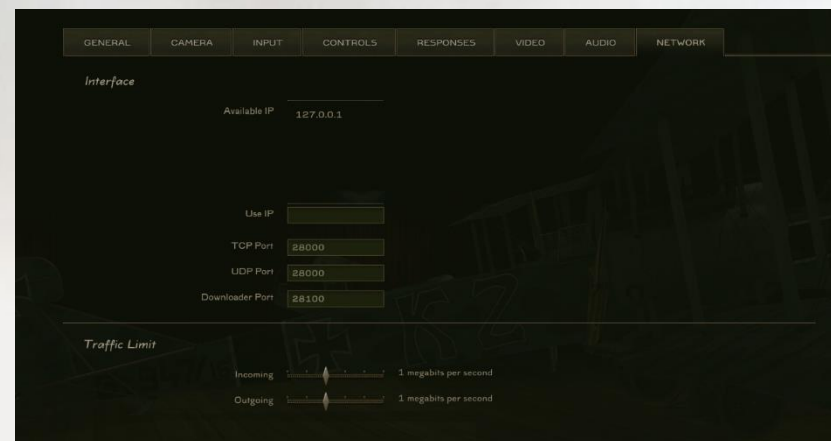 GENERAL CAMERA INPUT CONTROLS RESPONSES VIDEO AUDIO NETWORK
Interface
Available IP 127.0.0.1
Use IP
TCP Port 28000
UDP Port 28000
Downloader Port 28100
Traffic Limit
Incoming 1 megabits per second
Outgoing 1 megabits per second